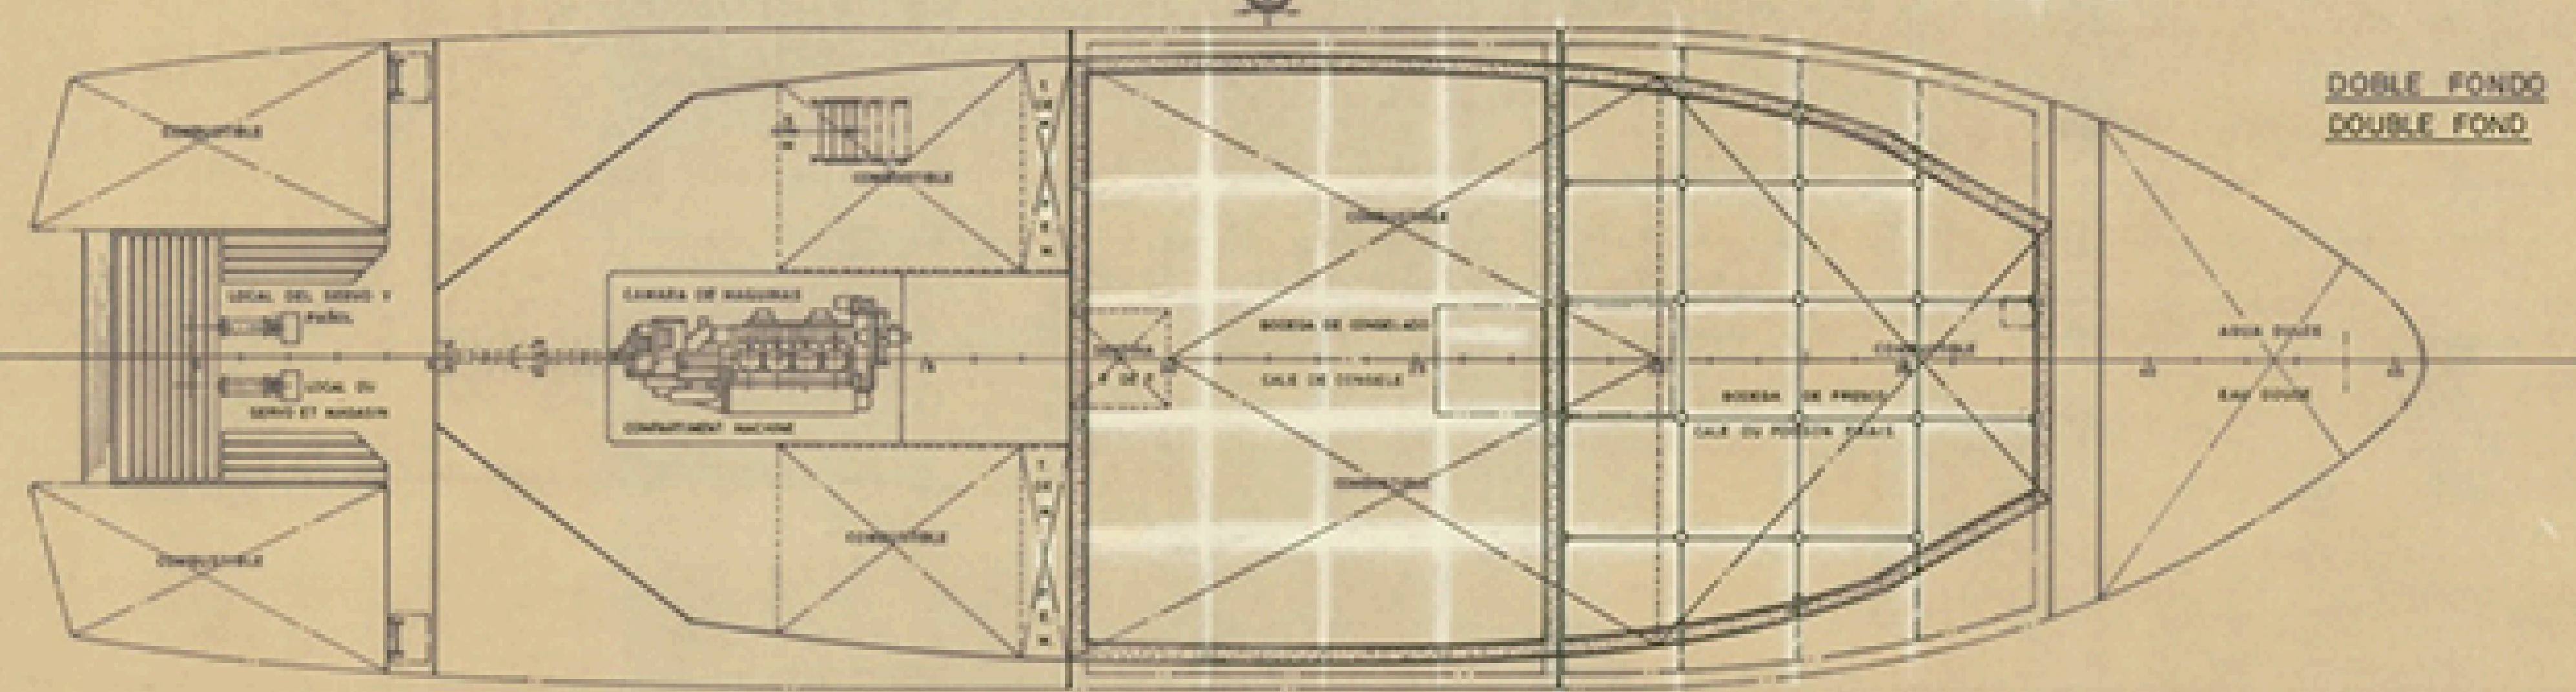 DOBLE FONDO
DOUBLE FOND
COMBUSTIBLE
COMBUSTIBLE
COMBUSTIBLE
LOCAL DEL SERVO Y
PAÑOL
CAMARA DE MAQUINAS
BODEGA DE CONGELADO
AGUA DULCE
COMBUSTIBLE
LOCAL DU
SERVO ET MAGASIN
COMPARTIMENT MACHINE
CALE DE CONGELE
BODEGA DE FRESCO
EAU DOUCE
CALE DU POISSON FRAIS
COMBUSTIBLE
COMBUSTIBLE
COMBUSTIBLE